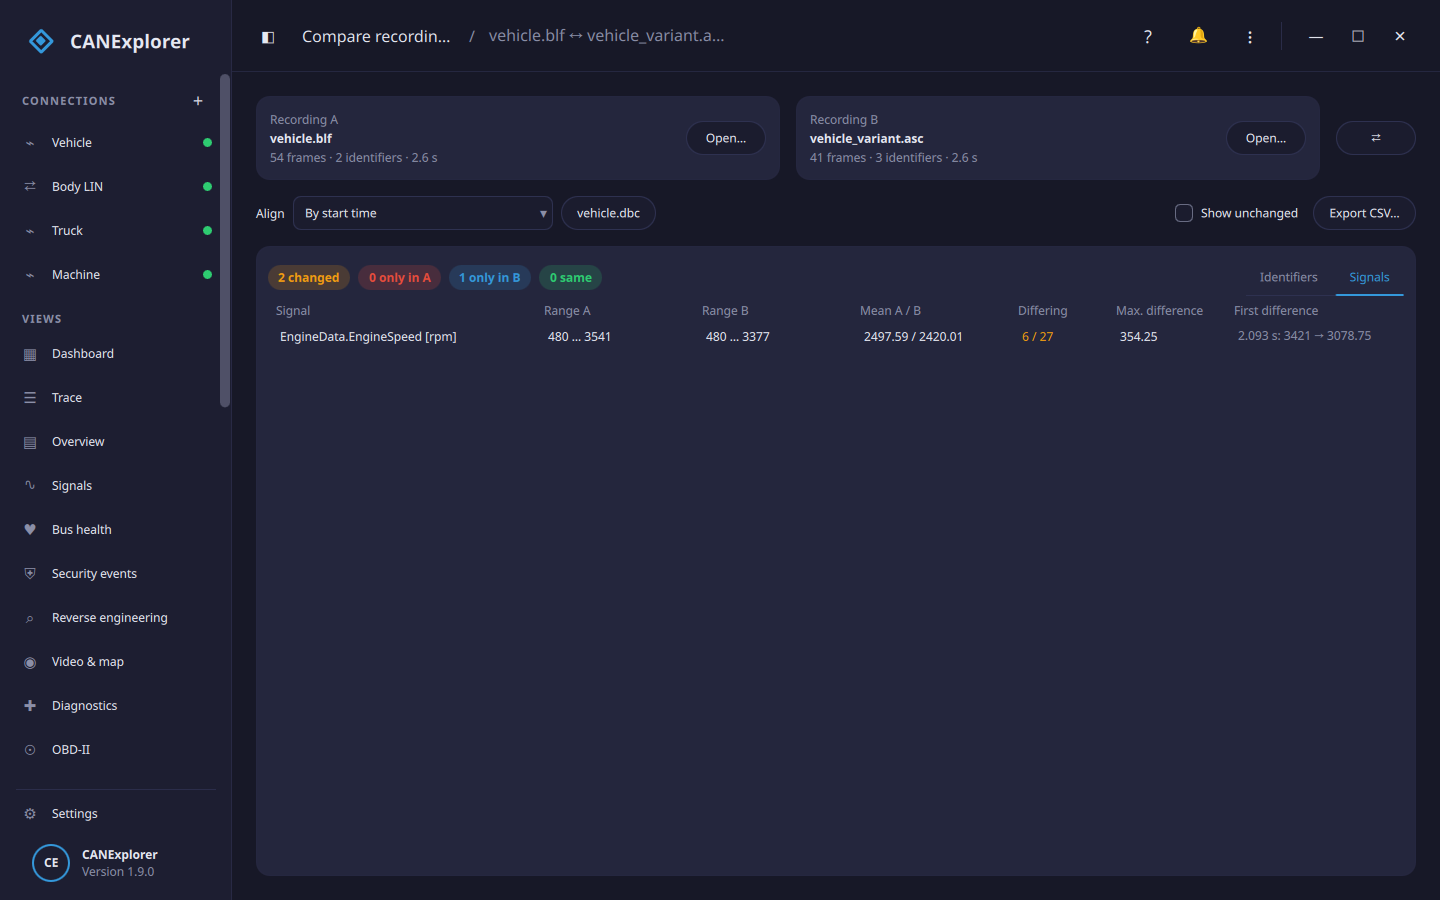 CANExplorer
CONNECTIONS
+
Vehicle
Body LIN
Truck
Machine
VIEWS
Dashboard
Trace
Overview
Signals
Bus health
Security events
Reverse engineering
Video & map
Diagnostics
OBD-II
Settings
CE
CANExplorer
Version 1.9.0
Compare recordin... / vehicle.blf ↔ vehicle_variant.a...
?
Recording A
vehicle.blf
54 frames · 2 identifiers · 2.6 s
Open...
Recording B
vehicle_variant.asc
41 frames · 3 identifiers · 2.6 s
Open...
Align
By start time
vehicle.dbc
Show unchanged
Export CSV...
2 changed
0 only in A
1 only in B
0 same
Identifiers
Signals
Signal Range A Range B Mean A / B Differing Max. difference First difference
EngineData.EngineSpeed [rpm] 480 ... 3541 480 ... 3377 2497.59 / 2420.01 6 / 27 354.25 2.093 s: 3421 → 3078.75